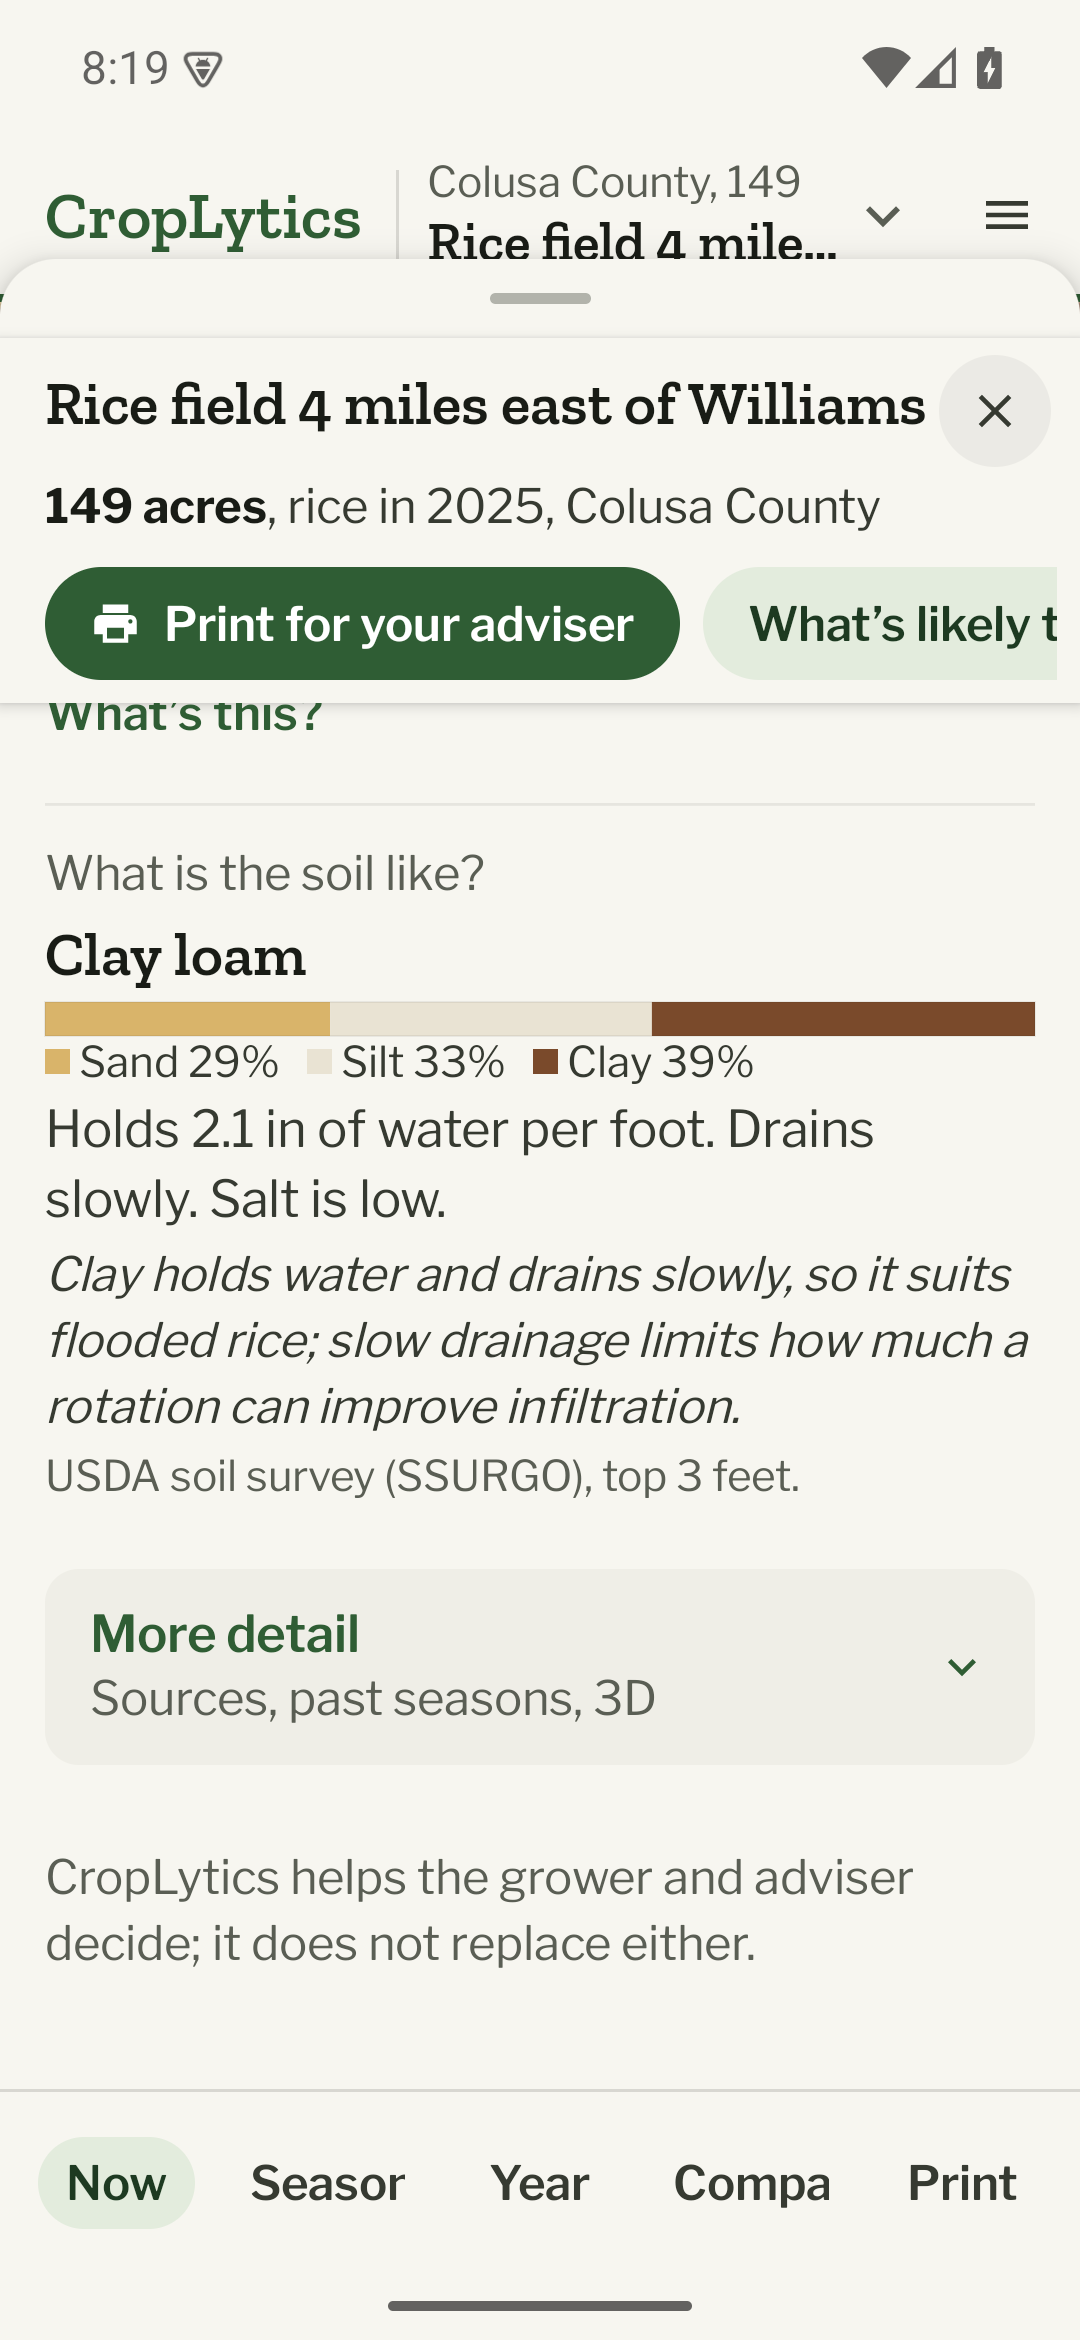 8:19
CropLytics
Colusa County, 149
Rice field 4 mile...
Rice field 4 miles east of Williams
149 acres, rice in 2025, Colusa County
Print for your adviser
What’s likely t
What’s this?
What is the soil like?
Clay loam
Sand 29% Silt 33% Clay 39%
Holds 2.1 in of water per foot. Drains
slowly. Salt is low.
Clay holds water and drains slowly, so it suits
flooded rice; slow drainage limits how much a
rotation can improve infiltration.
USDA soil survey (SSURGO), top 3 feet.
More detail
Sources, past seasons, 3D
CropLytics helps the grower and adviser
decide; it does not replace either.
Now Seasor Year Compa Print